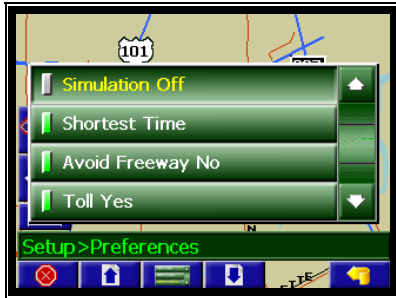 101
Simulation Off
Shortest Time
Avoid Freeway No
Toll Yes
N
Setup>Preferences